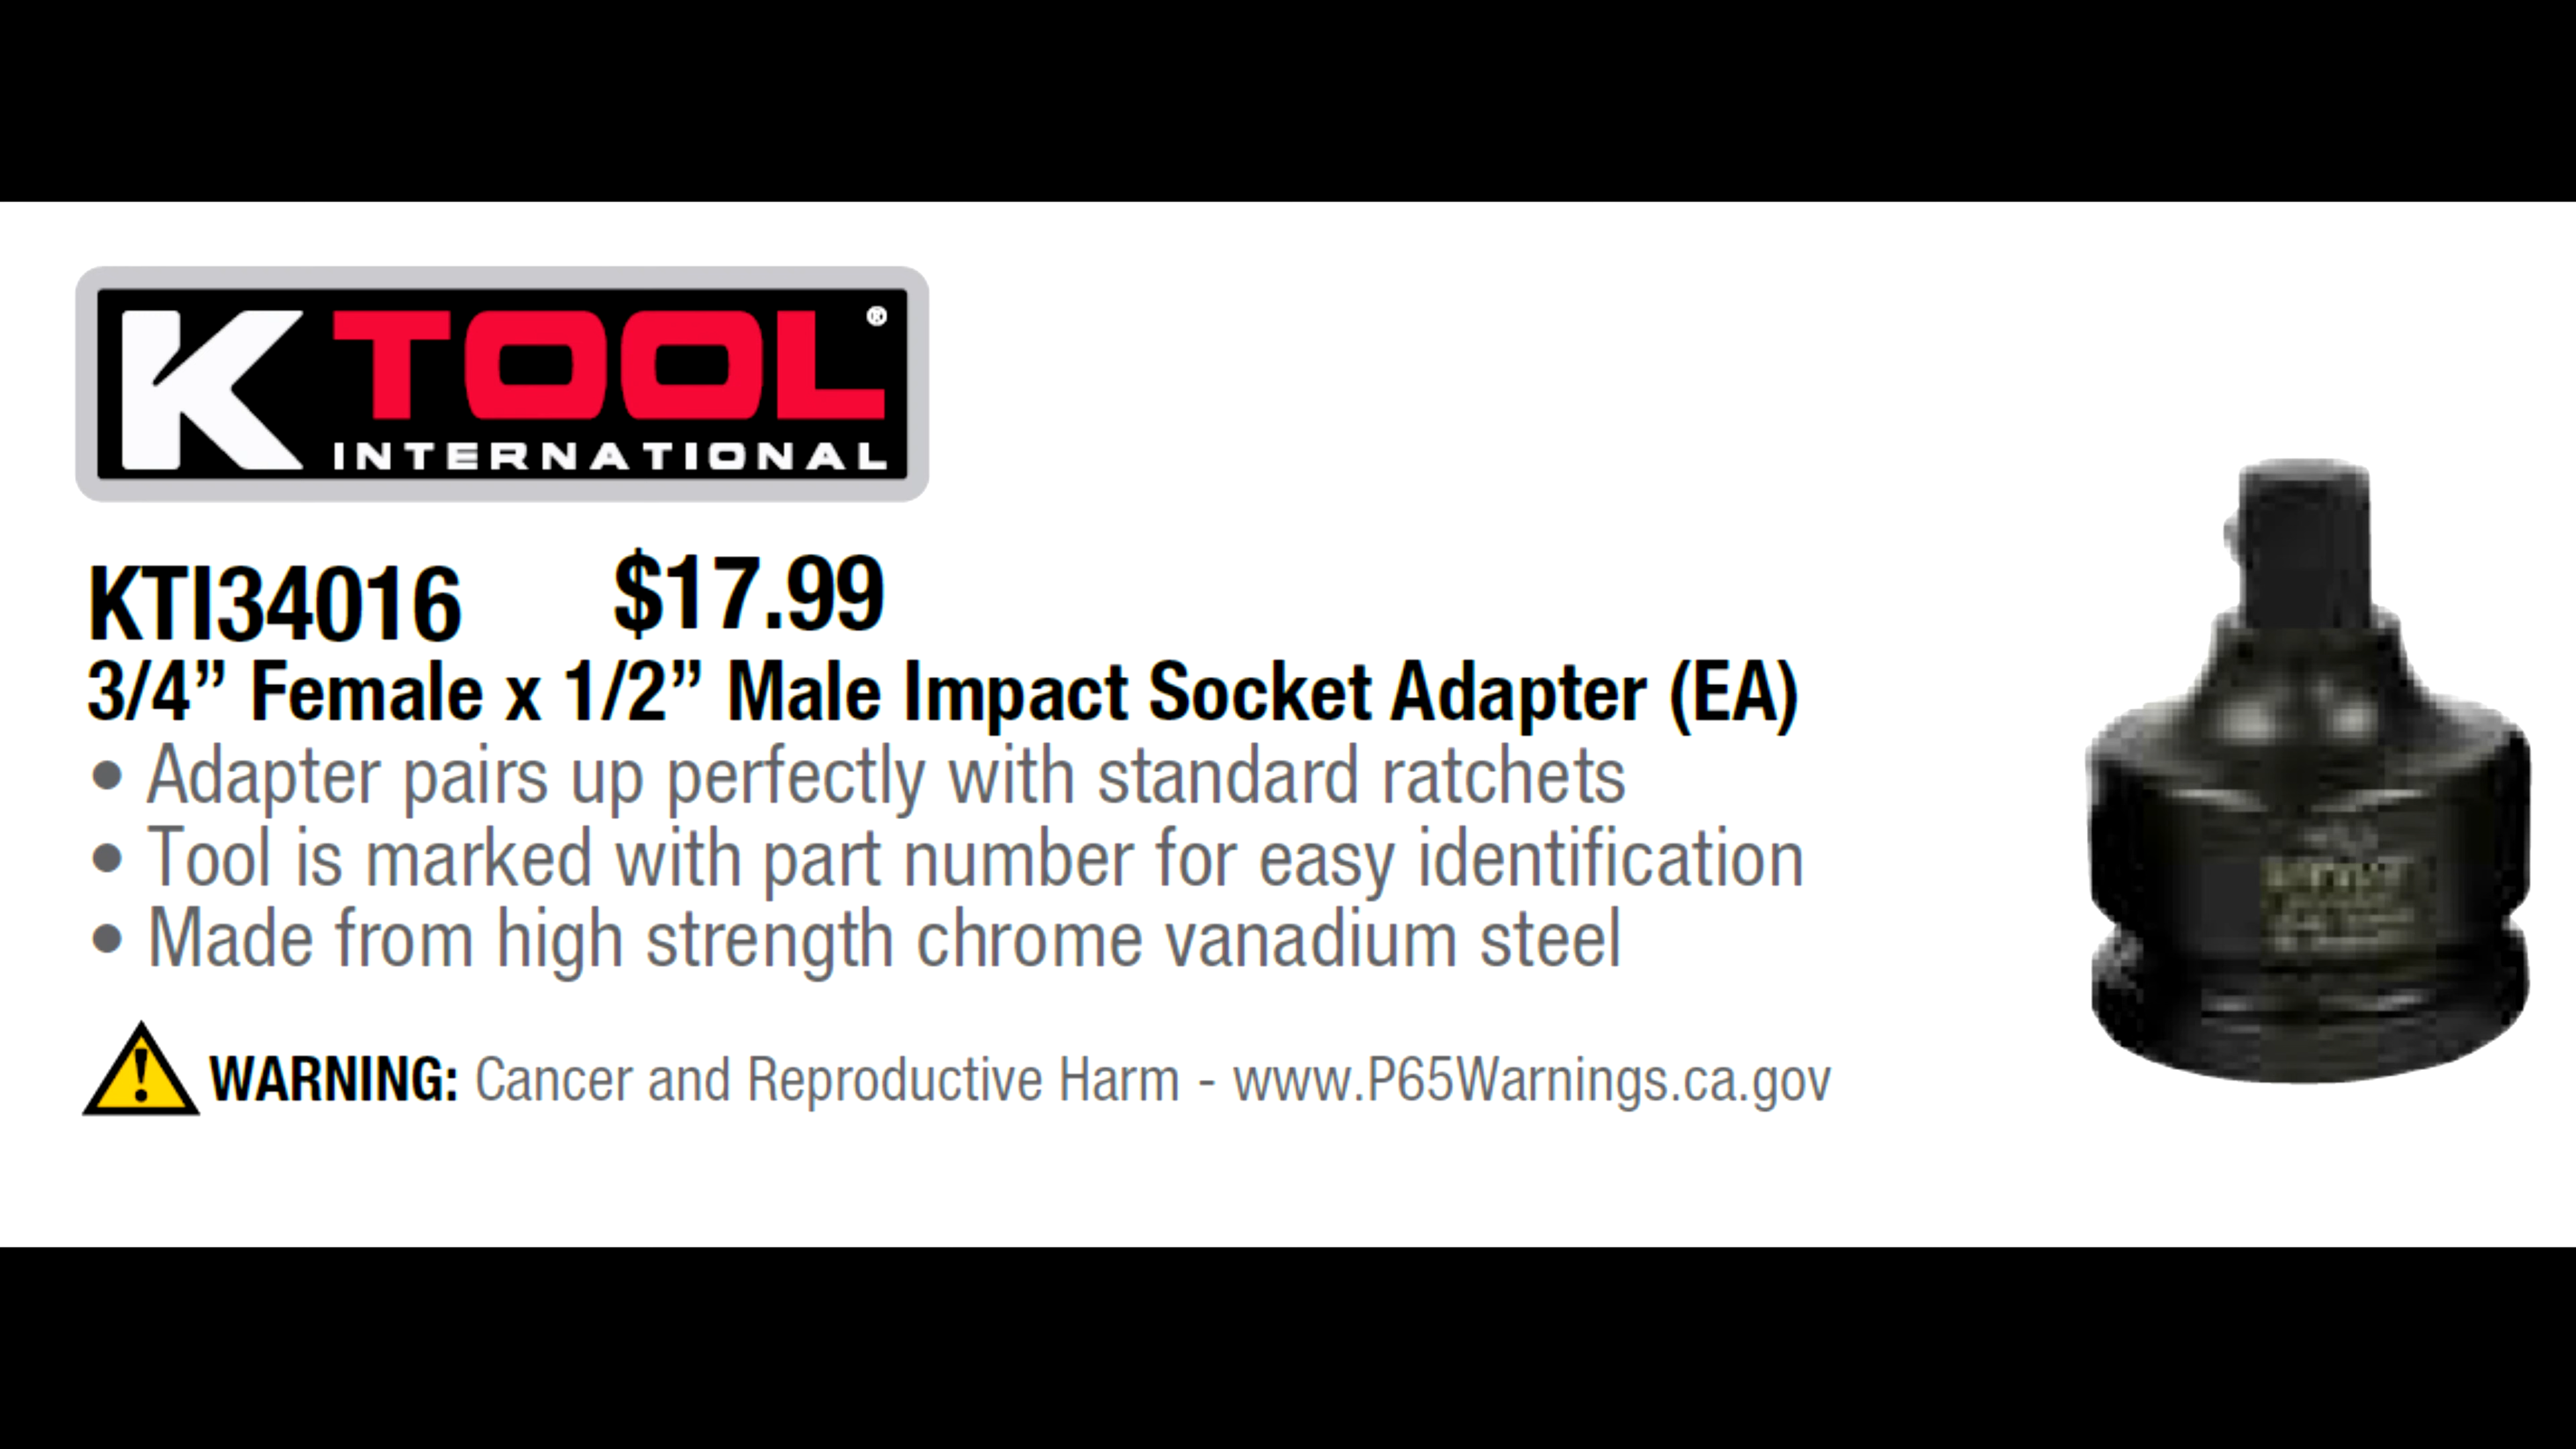 K TOOL®
INTERNATIONAL
KTI34016 $17.99
3/4” Female x 1/2” Male Impact Socket Adapter (EA)
• Adapter pairs up perfectly with standard ratchets
• Tool is marked with part number for easy identification
• Made from high strength chrome vanadium steel
WARNING: Cancer and Reproductive Harm - www.P65Warnings.ca.gov